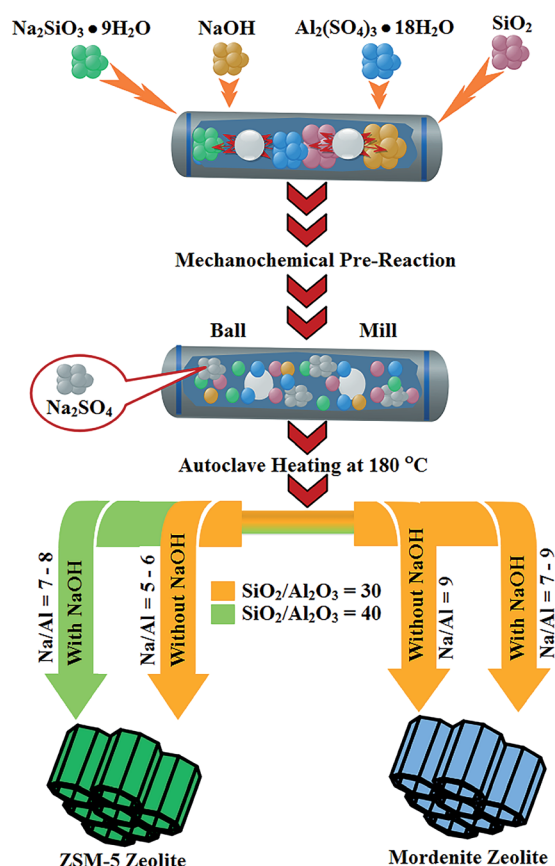 Na₂SiO₃ • 9H₂O
NaOH
Al₂(SO₄)₃ • 18H₂O
SiO₂
Mechanochemical Pre-Reaction
Ball
Mill
Na₂SO₄
Autoclave Heating at 180 °C
Na/Al = 7 - 8
With NaOH
Na/Al = 5 - 6
Without NaOH
SiO₂/Al₂O₃ = 30
SiO₂/Al₂O₃ = 40
Without NaOH
Na/Al = 9
With NaOH
Na/Al = 7 - 9
ZSM-5 Zeolite
Mordenite Zeolite